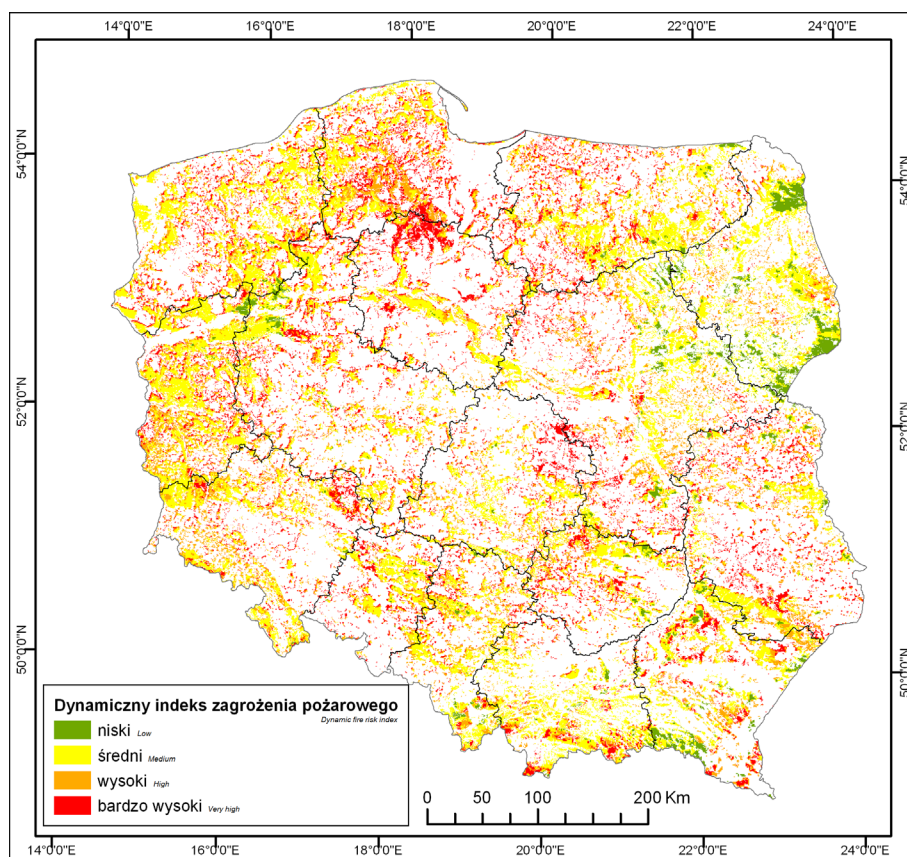 14°0'0"E 16°0'0"E 18°0'0"E 20°0'0"E 22°0'0"E 24°0'0"E
54°0'0"N 54°0'0"N
52°0'0"N 52°0'0"N
50°0'0"N 50°0'0"N
Dynamiczny indeks zagrożenia pożarowego
Dynamic fire risk index
niski Low
średni Medium
wysoki High
bardzo wysoki Very high
0 50 100 200 Km
14°0'0"E 16°0'0"E 18°0'0"E 20°0'0"E 22°0'0"E 24°0'0"E